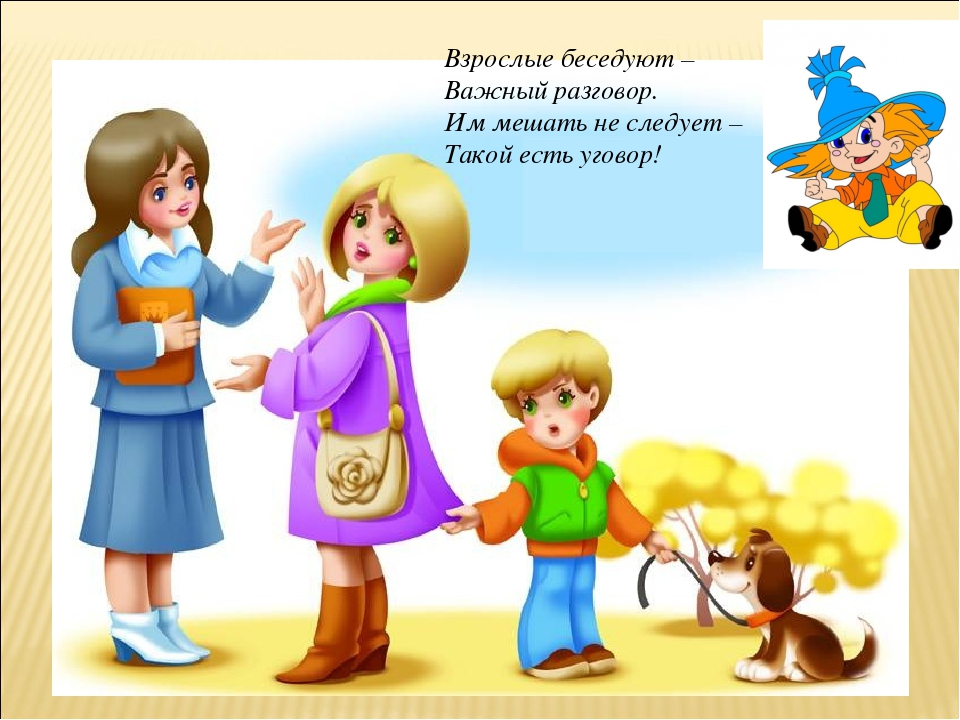 Взрослые беседуют –
Важный разговор.
Им мешать не следует –
Такой есть уговор!